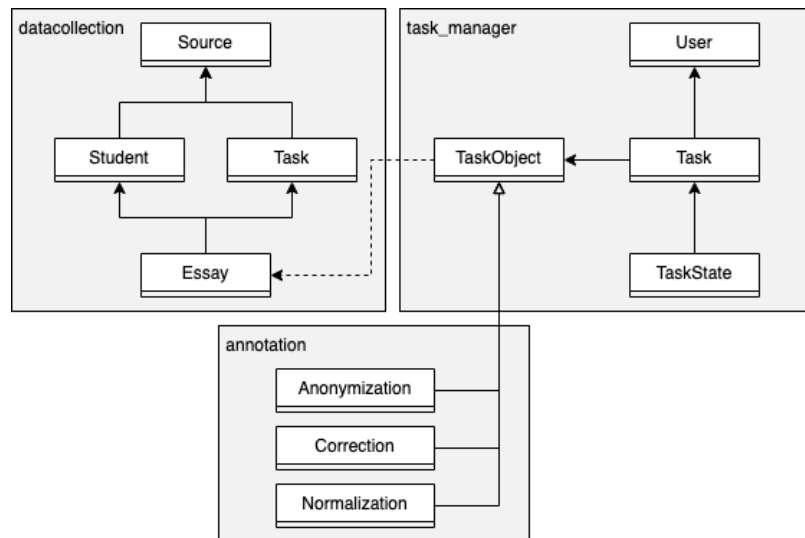 datacollection
Source
Student
Task
Essay
task_manager
User
TaskObject
Task
TaskState
annotation
Anonymization
Correction
Normalization